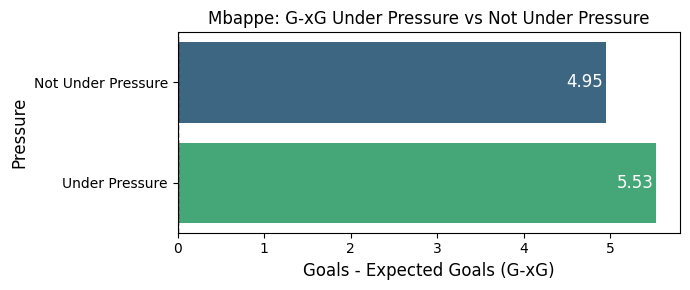 Mbappe: G-xG Under Pressure vs Not Under Pressure
Pressure
Not Under Pressure
4.95
Under Pressure
5.53
0 1 2 3 4 5
Goals - Expected Goals (G-xG)